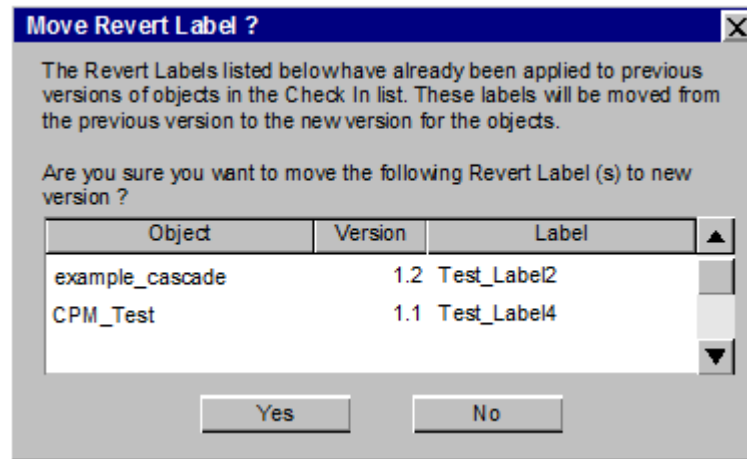 Move Revert Label ?
The Revert Labels listed belowhave already been applied to previous
versions of objects in the Check In list. These labels will be moved from
the previous version to the new version for the objects.
Are you sure you want to move the following Revert Label (s) to new
version ?
Object Version Label
example_cascade 1.2 Test_Label2
CPM_Test 1.1 Test_Label4
Yes No